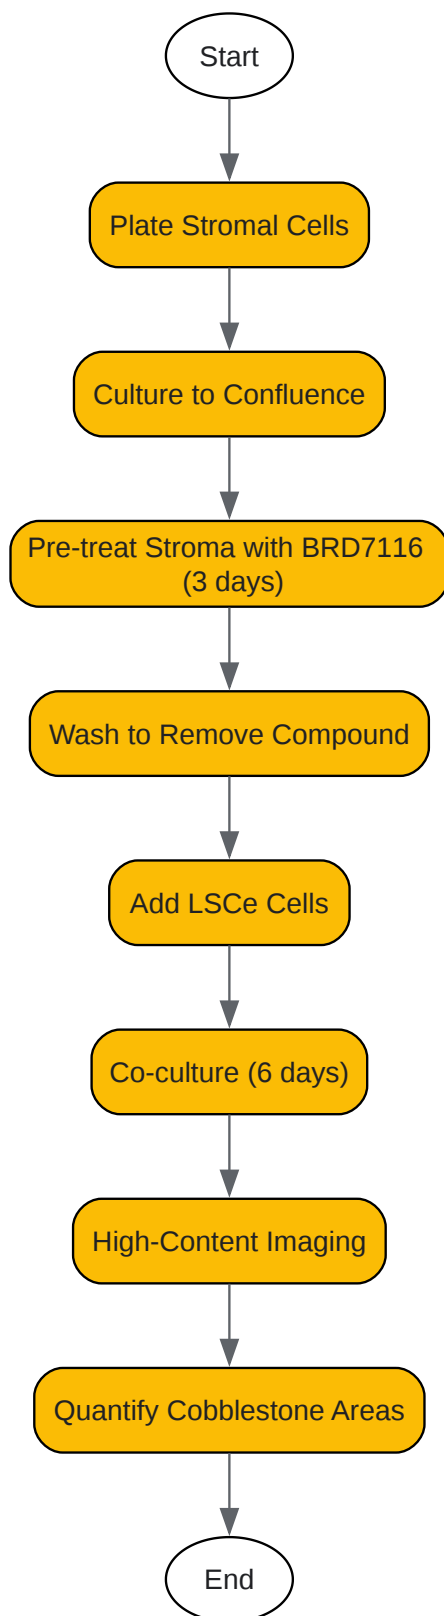 Start
Plate Stromal Cells
Culture to Confluence
Pre-treat Stroma with BRD7116
(3 days)
Wash to Remove Compound
Add LSCe Cells
Co-culture (6 days)
High-Content Imaging
Quantify Cobblestone Areas
End